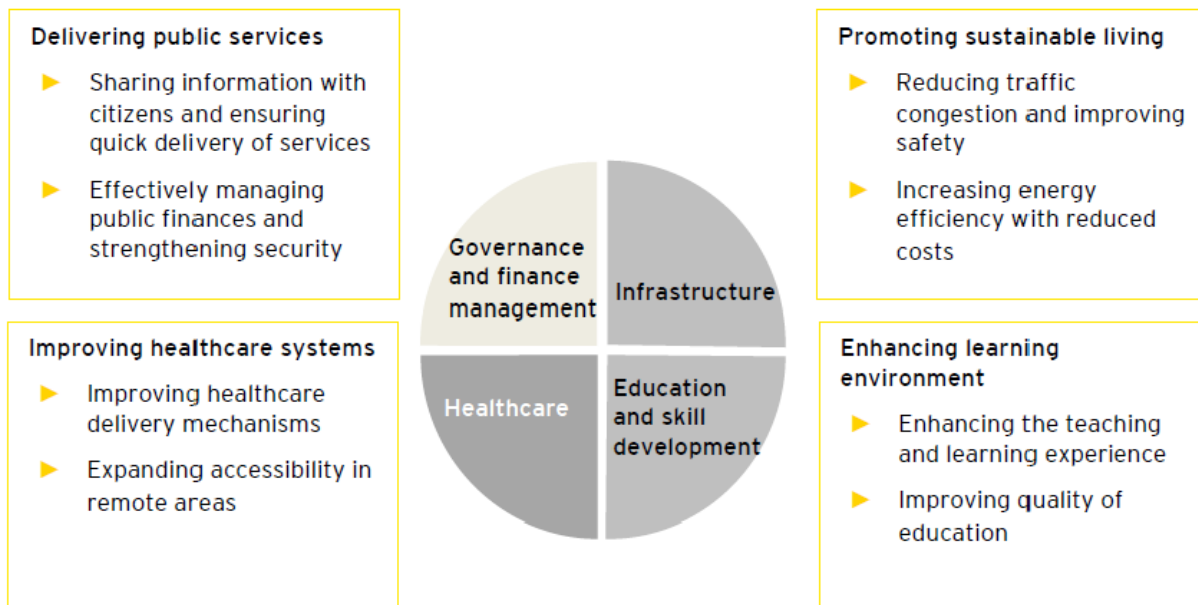 Delivering public services
Sharing information with
citizens and ensuring
quick delivery of services
Effectively managing
public finances and
strengthening security
Promoting sustainable living
Reducing traffic
congestion and improving
safety
Increasing energy
efficiency with reduced
costs
Governance
and finance
management
Infrastructure
Healthcare
Education
and skill
development
Improving healthcare systems
Improving healthcare
delivery mechanisms
Expanding accessibility in
remote areas
Enhancing learning
environment
Enhancing the teaching
and learning experience
Improving quality of
education